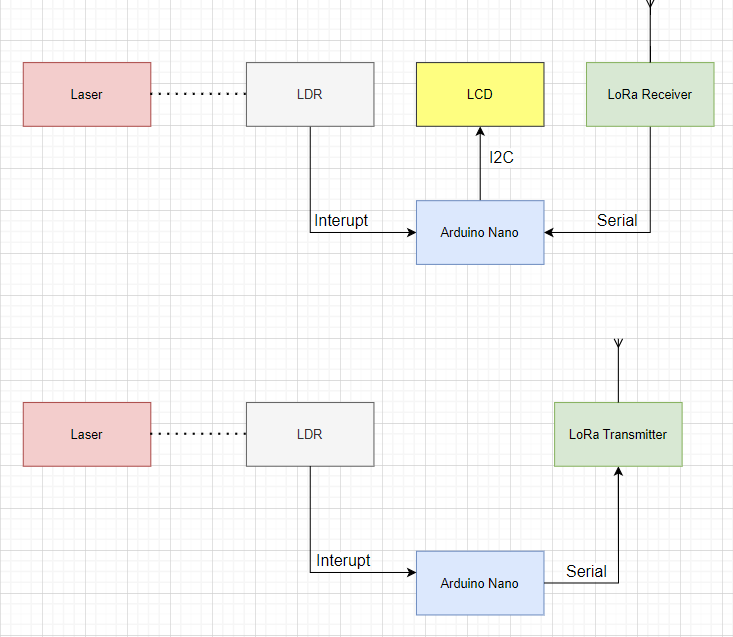 Laser
LDR
LCD
LoRa Receiver
I2C
Interupt
Serial
Arduino Nano
Laser
LDR
LoRa Transmitter
Interupt
Serial
Arduino Nano